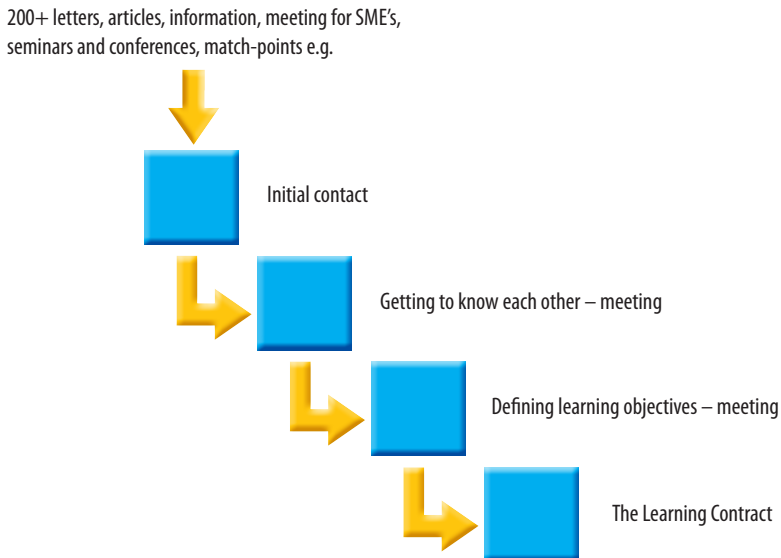 200+ letters, articles, information, meeting for SME's,
seminars and conferences, match-points e.g.
Initial contact
Getting to know each other – meeting
Defining learning objectives – meeting
The Learning Contract